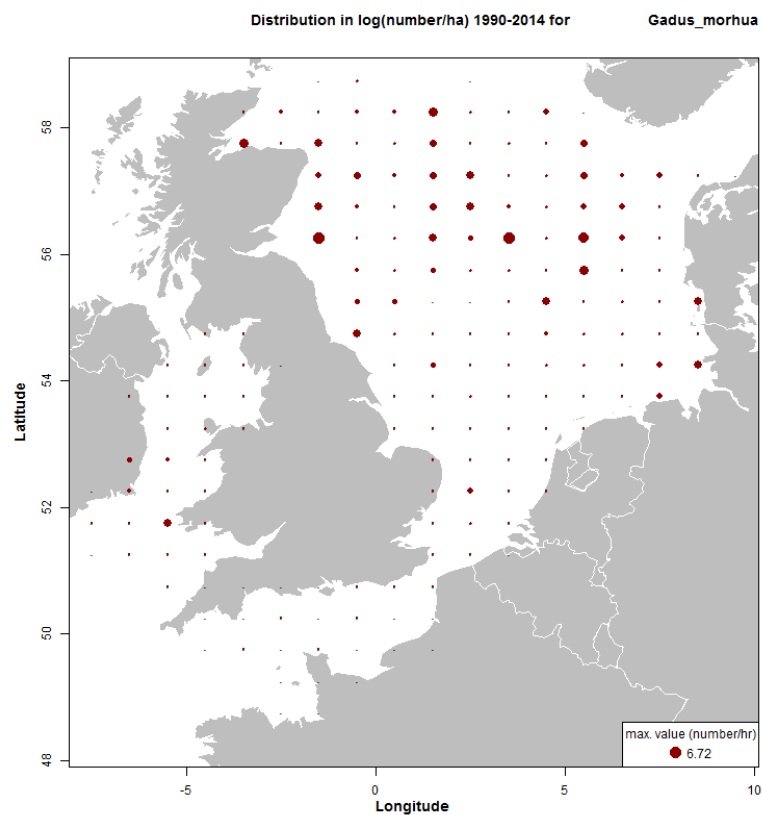 Distribution in log(number/ha) 1990-2014 for Gadus_morhua
58
56
54
52
50
48
Latitude
max. value (number/hr)
6.72
-5 0 5 10
Longitude